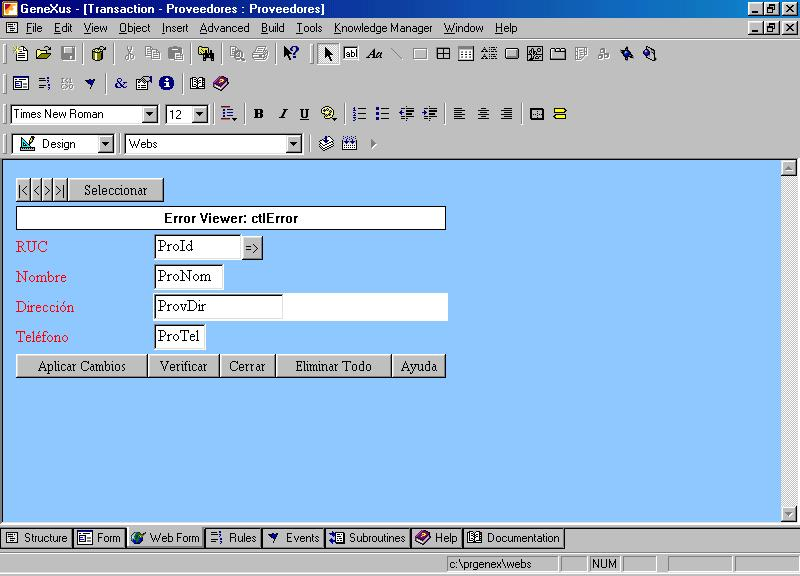 GeneXus - [Transaction - Proveedores : Proveedores]
File Edit View Object Insert Advanced Build Tools Knowledge Manager Window Help
abl Aa
&
Times New Roman 12 B I U
Design Webs
|< < > >| Seleccionar
Error Viewer: ctlError
RUC ProId =>
Nombre ProNom
Dirección ProvDir
Teléfono ProTel
Aplicar Cambios Verificar Cerrar Eliminar Todo Ayuda
Structure Form Web Form Rules Events Subroutines Help Documentation
c:\prgenex\webs NUM